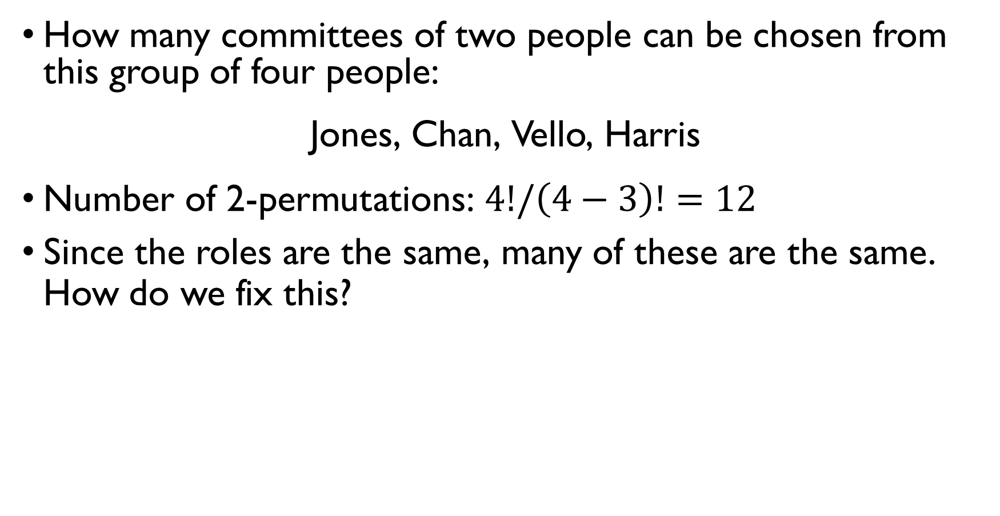 • How many committees of two people can be chosen from
this group of four people:
Jones, Chan, Vello, Harris
• Number of 2-permutations: 4!/(4 − 3)! = 12
• Since the roles are the same, many of these are the same.
How do we fix this?